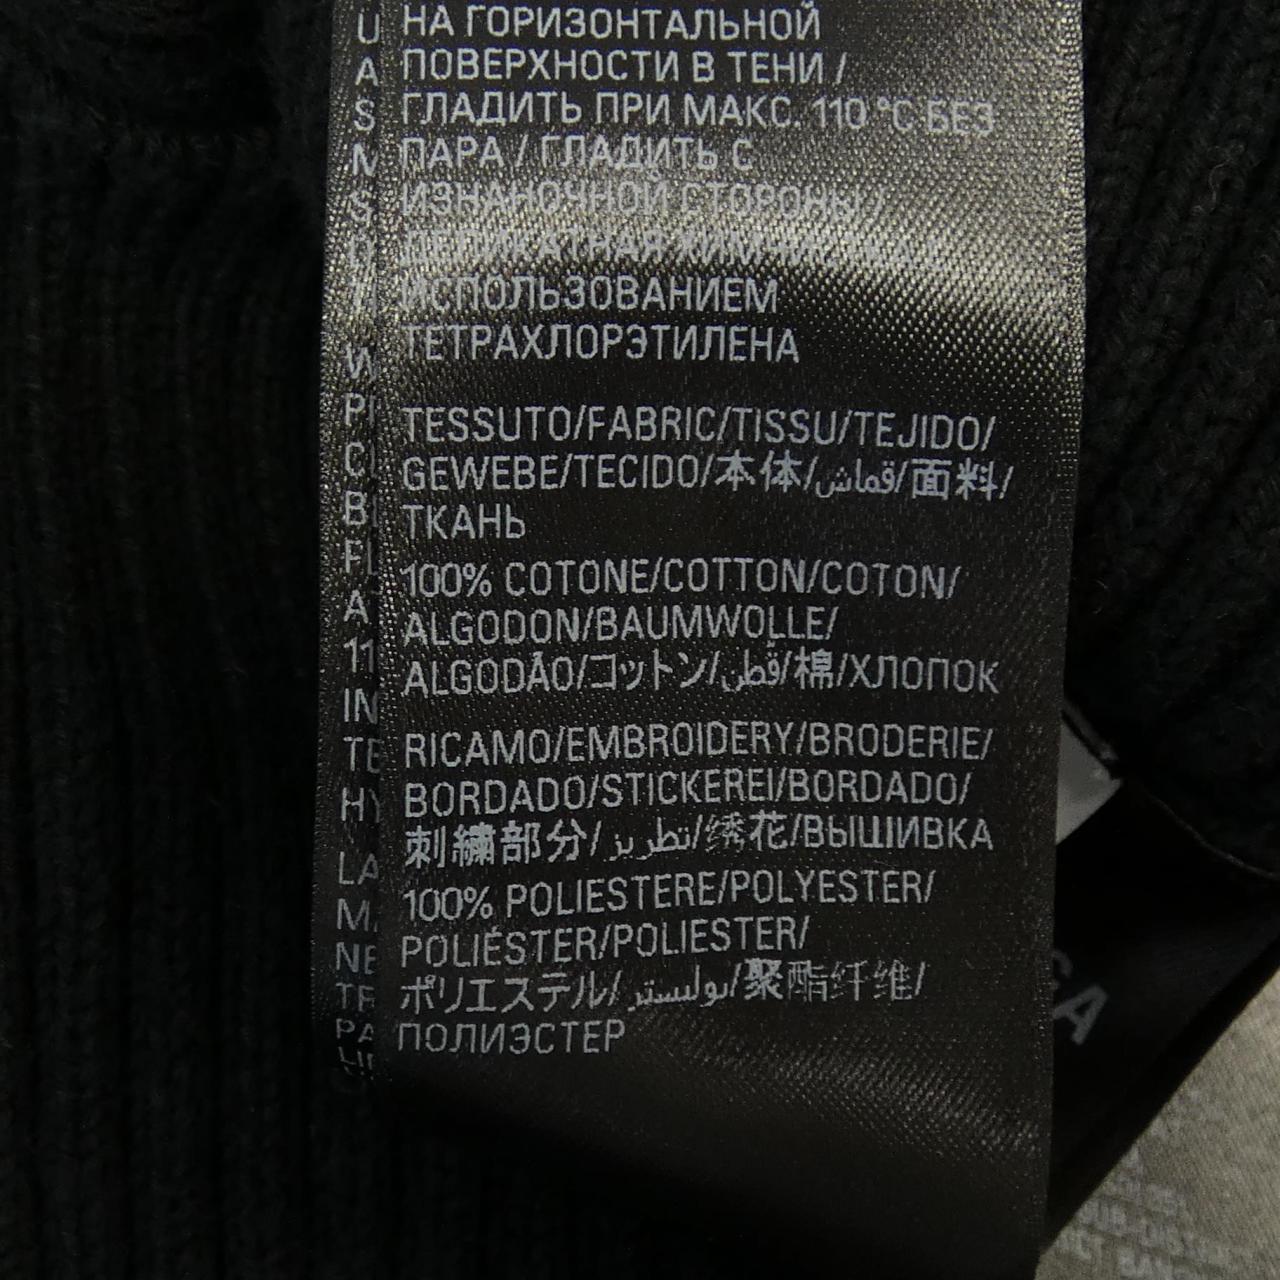 НА ГОРИЗОНТАЛЬНОЙ
ПОВЕРХНОСТИ В ТЕНИ /
ГЛАДИТЬ ПРИ МАКС. 110 °C БЕЗ
ПАРА / ГЛАДИТЬ С
ИЗНАНОЧНОЙ СТОРОНЫ /
ИСПОЛЬЗОВАНИЕМ
ТЕТРАХЛОРЭТИЛЕНА
TESSUTO/FABRIC/TISSU/TEJIDO/
GEWEBE/TECIDO/本体/قماش/面料/
ТКАНЬ
100% COTONE/COTTON/COTON/
ALGODON/BAUMWOLLE/
ALGODÃO/コットン/قطن/棉/ХЛОПОК
RICAMO/EMBROIDERY/BRODERIE/
BORDADO/STICKEREI/BORDADO/
刺繍部分/تطريز/绣花/ВЫШИВКА
100% POLIESTERE/POLYESTER/
POLIÉSTER/POLIESTER/
ポリエステル/بوليستر/聚酯纤维/
ПОЛИЭСТЕР